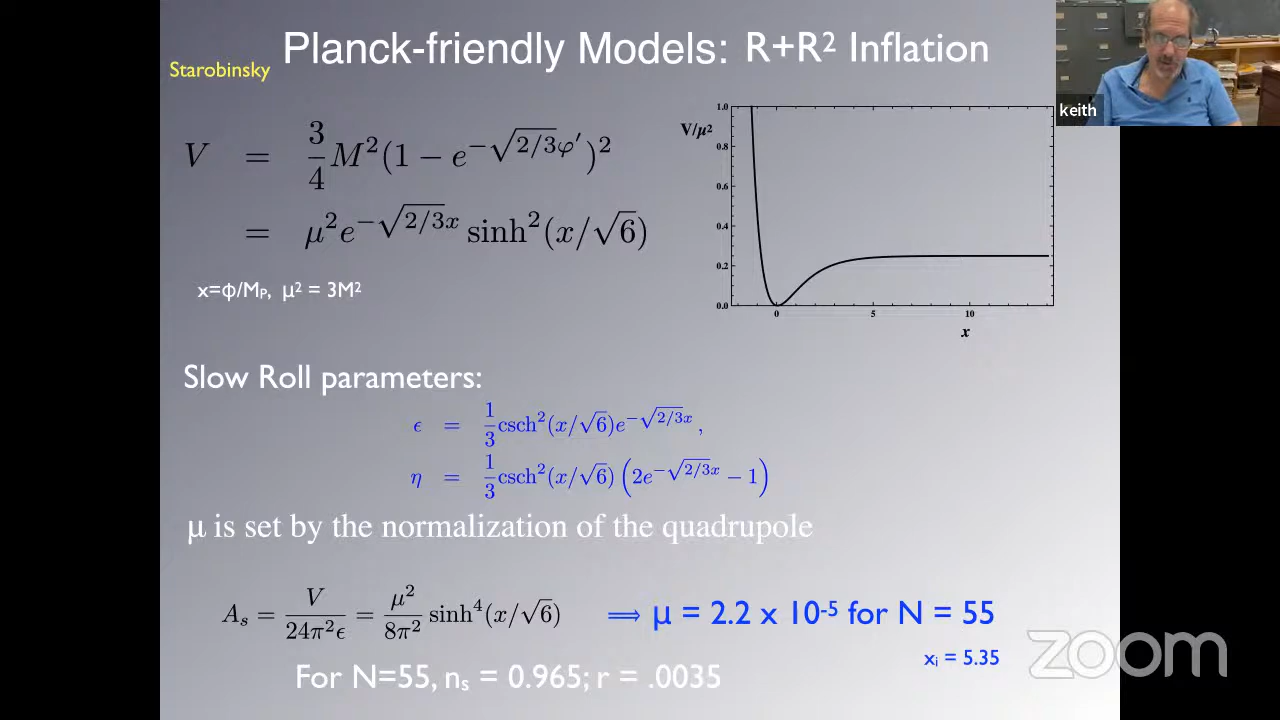 Planck-friendly Models: R+R² Inflation
Starobinsky
keith
V = 3/4 M²(1 − e^{−√(2/3)φ′})²
= μ²e^{−√(2/3)x} sinh²(x/√6)
x=ϕ/M_P, μ² = 3M²
V/μ²
1.0
0.8
0.6
0.4
0.2
0.0
0 5 10
x
Slow Roll parameters:
ϵ = 1/3 csch²(x/√6)e^{−√(2/3)x},
η = 1/3 csch²(x/√6) (2e^{−√(2/3)x} − 1)
μ is set by the normalization of the quadrupole
A_s = V/24π²ϵ = μ²/8π² sinh⁴(x/√6) ⟹ μ = 2.2 x 10⁻⁵ for N = 55
x_i = 5.35
For N=55, n_s = 0.965; r = .0035
zoom